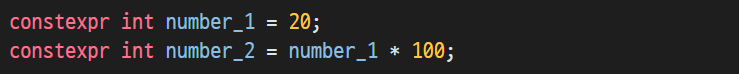 constexpr int number_1 = 20;
constexpr int number_2 = number_1 * 100;